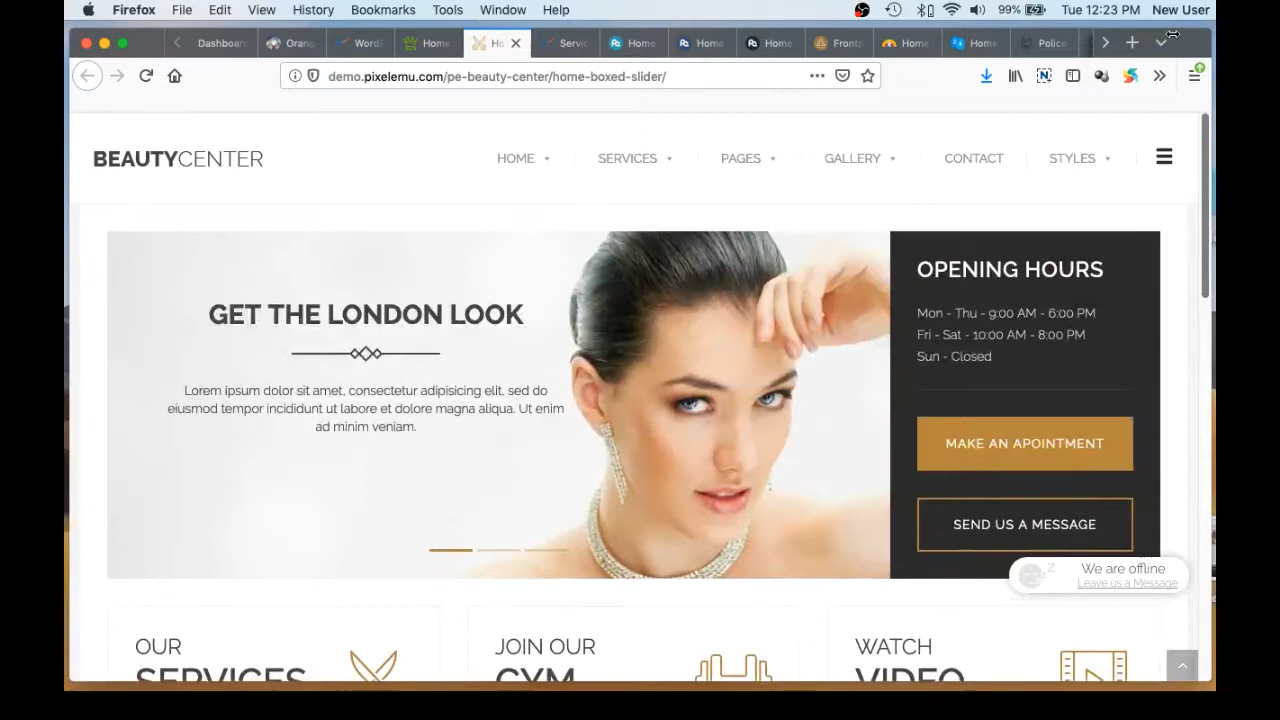 Firefox File Edit View History Bookmarks Tools Window Help 99% Tue 12:23 PM New User
Dashboar Orang WordF Home Ho Servic Home Home Home Front Home Home Police
demo.pixelemu.com/pe-beauty-center/home-boxed-slider/
BEAUTYCENTER HOME SERVICES PAGES GALLERY CONTACT STYLES
GET THE LONDON LOOK
Lorem ipsum dolor sit amet, consectetur adipisicing elit, sed do
eiusmod tempor incididunt ut labore et dolore magna aliqua. Ut enim
ad minim veniam.
OPENING HOURS
Mon - Thu - 9:00 AM - 6:00 PM
Fri - Sat - 10:00 AM - 8:00 PM
Sun - Closed
MAKE AN APOINTMENT
SEND US A MESSAGE
We are offline
Leave us a Message
OUR
SERVICES
JOIN OUR
GYM
WATCH
VIDEO